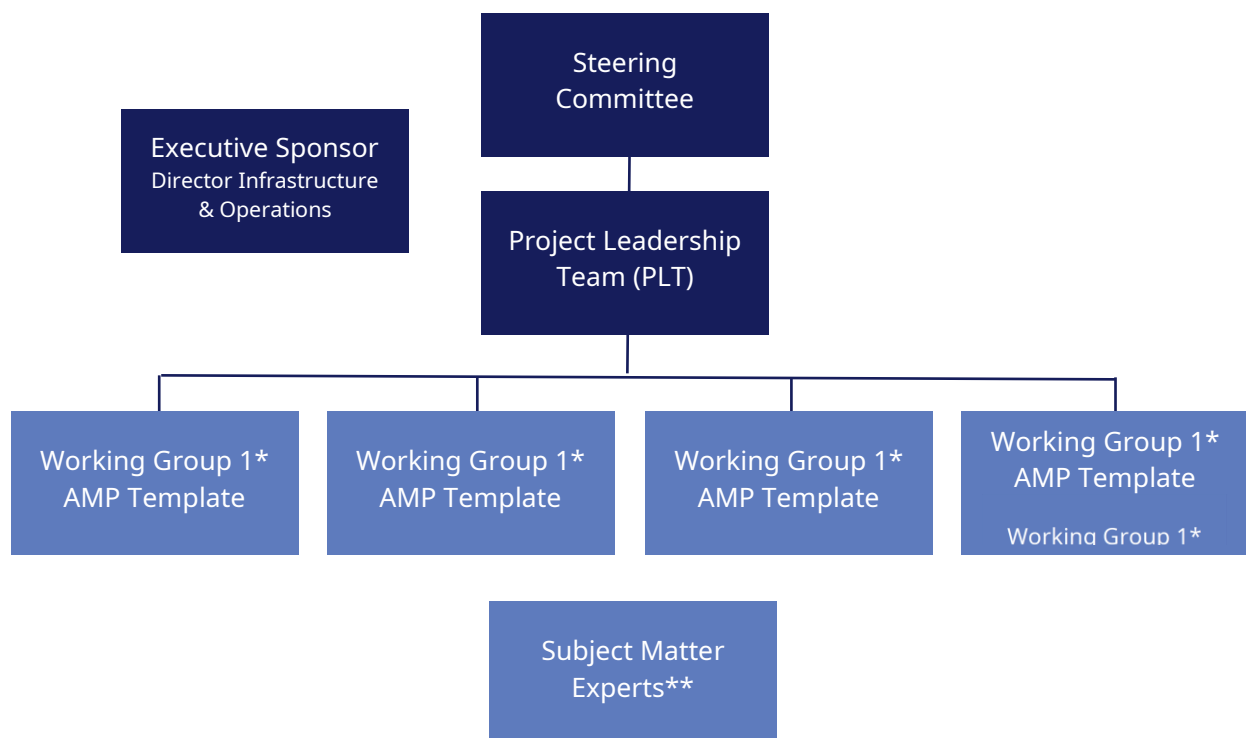 Steering
Committee
Executive Sponsor
Director Infrastructure
& Operations
Project Leadership
Team (PLT)
Working Group 1*
AMP Template
Working Group 1*
AMP Template
Working Group 1*
AMP Template
Working Group 1*
AMP Template
Working Group 1*
Subject Matter
Experts**